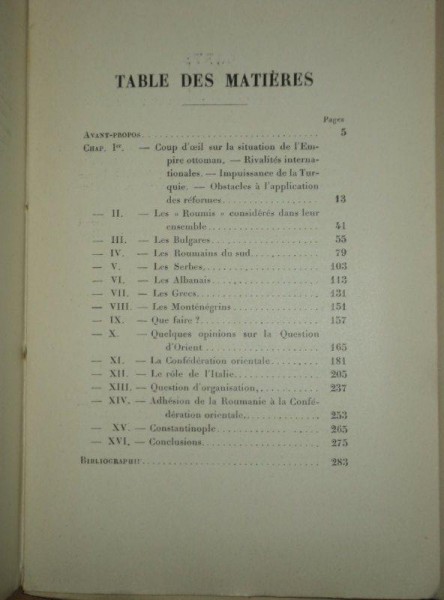 TABLE DES MATIÈRES
Pages
AVANT-PROPOS 5
CHAP. Ier. — Coup d'œil sur la situation de l'Em-
pire ottoman. — Rivalités interna-
tionales. — Impuissance de la Tur-
quie. — Obstacles à l'application
des réformes 13
— II. — Les « Roumis » considérés dans leur
ensemble 41
— III. — Les Bulgares 55
— IV. — Les Roumains du sud 79
— V. — Les Serbes 103
— VI. — Les Albanais 113
— VII. — Les Grecs 131
— VIII. — Les Monténégrins 151
— IX. — Que faire ? 157
— X. — Quelques opinions sur la Question
d'Orient 165
— XI. — La Confédération orientale 181
— XII. — Le rôle de l'Italie 205
— XIII. — Question d'organisation 237
— XIV. — Adhésion de la Roumanie à la Confé-
dération orientale 253
— XV. — Constantinople 265
— XVI. — Conclusions 275
BIBLIOGRAPHIE 283